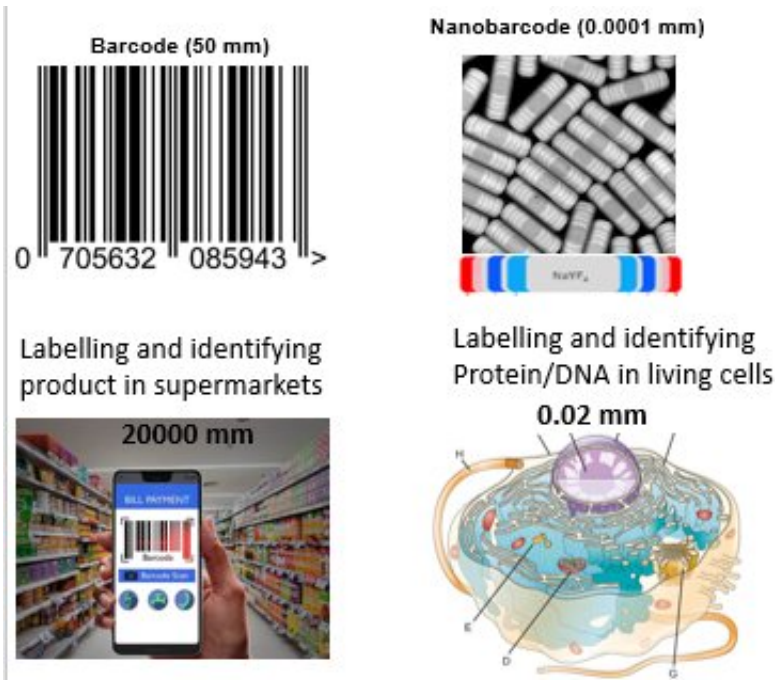 Barcode (50 mm)
Nanobarcode (0.0001 mm)
0 705632 085943 >
NaYF₄
Labelling and identifying
product in supermarkets
Labelling and identifying
Protein/DNA in living cells
20000 mm
0.02 mm
BILL PAYMENT
Barcode
Barcode Scan
H
E
D
G